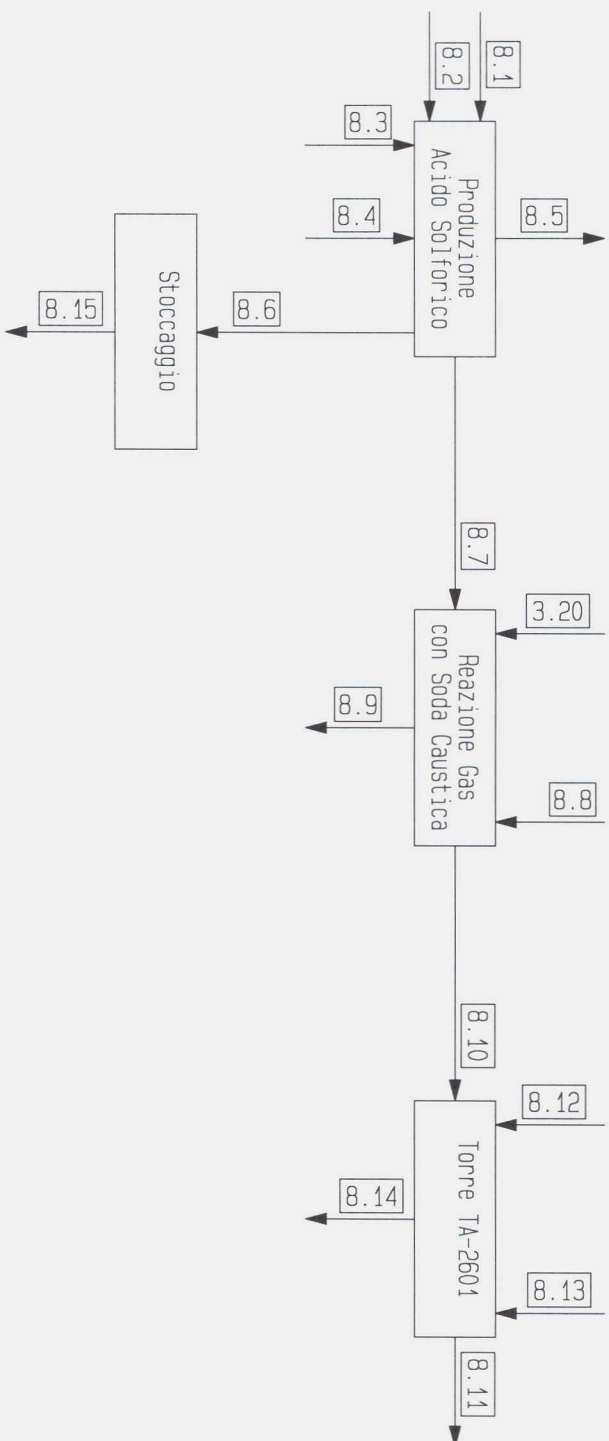 8.1
8.2
8.3
8.4
8.5
Produzione
Acido Solforico
8.6
8.15
Stoccaggio
8.7
3.20
8.8
8.9
Reazione Gas
con Soda Caustica
8.10
8.12
8.13
8.14
Torre TA-2601
8.11